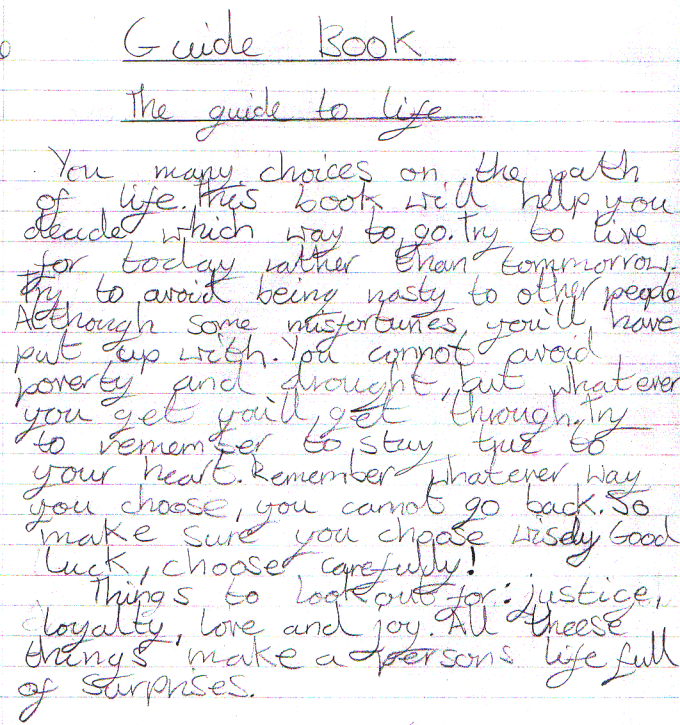 Guide Book
The guide to life
You many choices on the path
of life. This book will help you
decide which way to go. Try to live
for today rather than tommorrow.
Try to avoid being nasty to other people
Although some misfortunes, you'll have
put up with. You cannot avoid
poverty and drought, but whatever
you get you'll get through. Try
to remember to stay true to
your heart. Remember whatever way
you choose, you cannot go back. So
make sure you choose wisely Good
luck, choose carefully!
Things to look out for: justice,
loyalty, love and joy. All theese
things make a persons life full
of surprises.